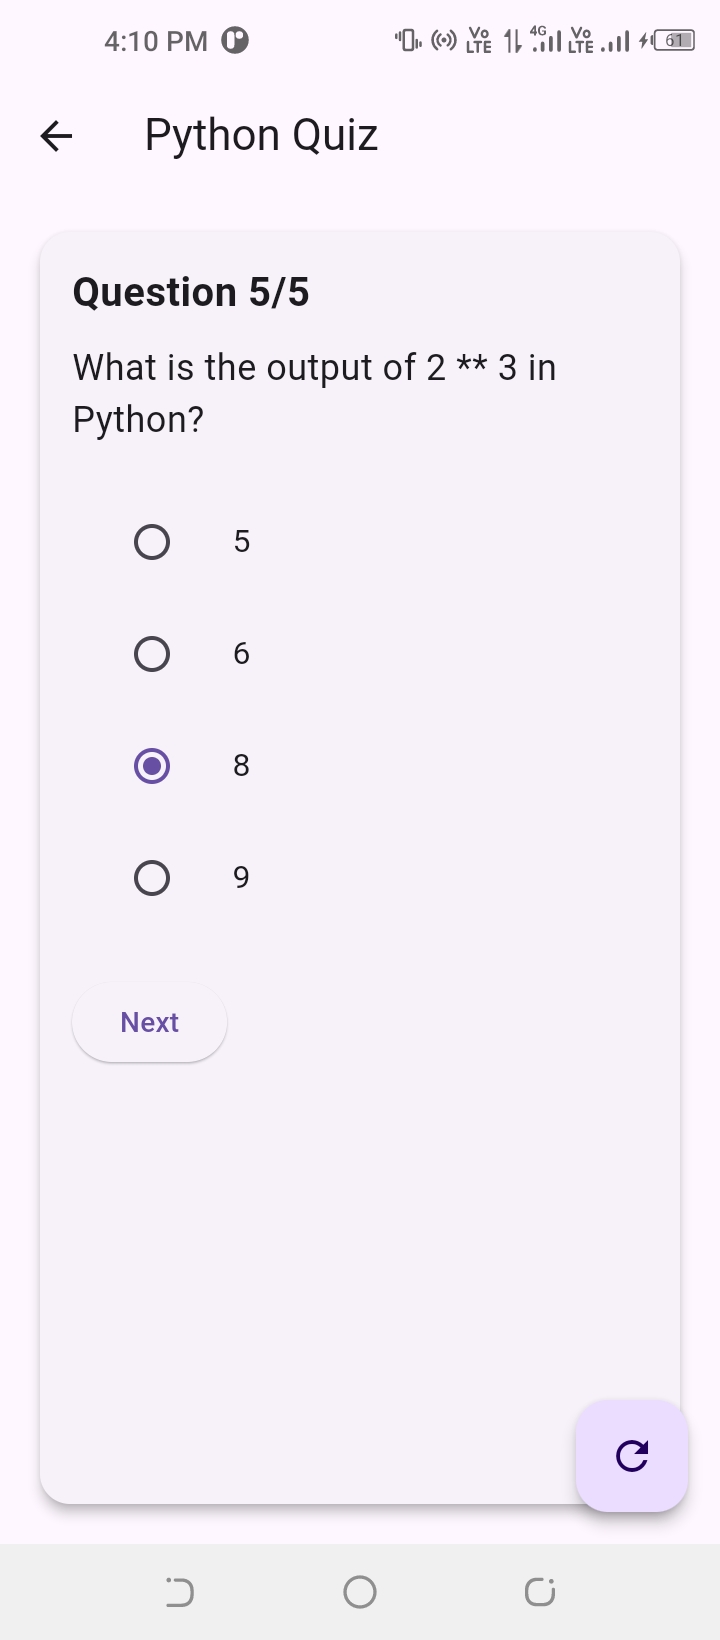 4:10 PM
Vo LTE 4G Vo LTE 61
Python Quiz
Question 5/5
What is the output of 2 ** 3 in
Python?
5
6
8
9
Next